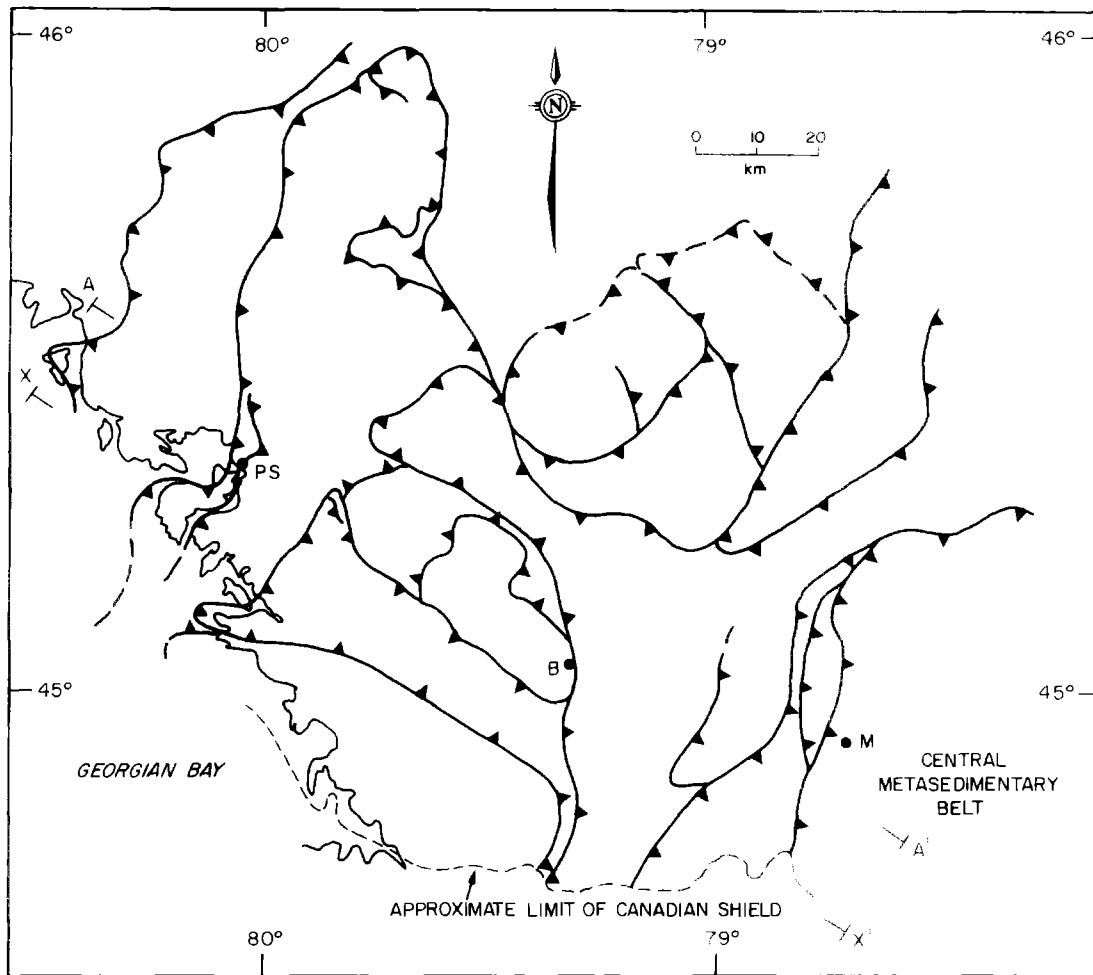 46°
80°
79°
46°
N
0 10 20
km
A
X
PS
B
45°
45°
M
GEORGIAN BAY
CENTRAL
METASEDIMENTARY
BELT
A'
APPROXIMATE LIMIT OF CANADIAN SHIELD
X'
80°
79°